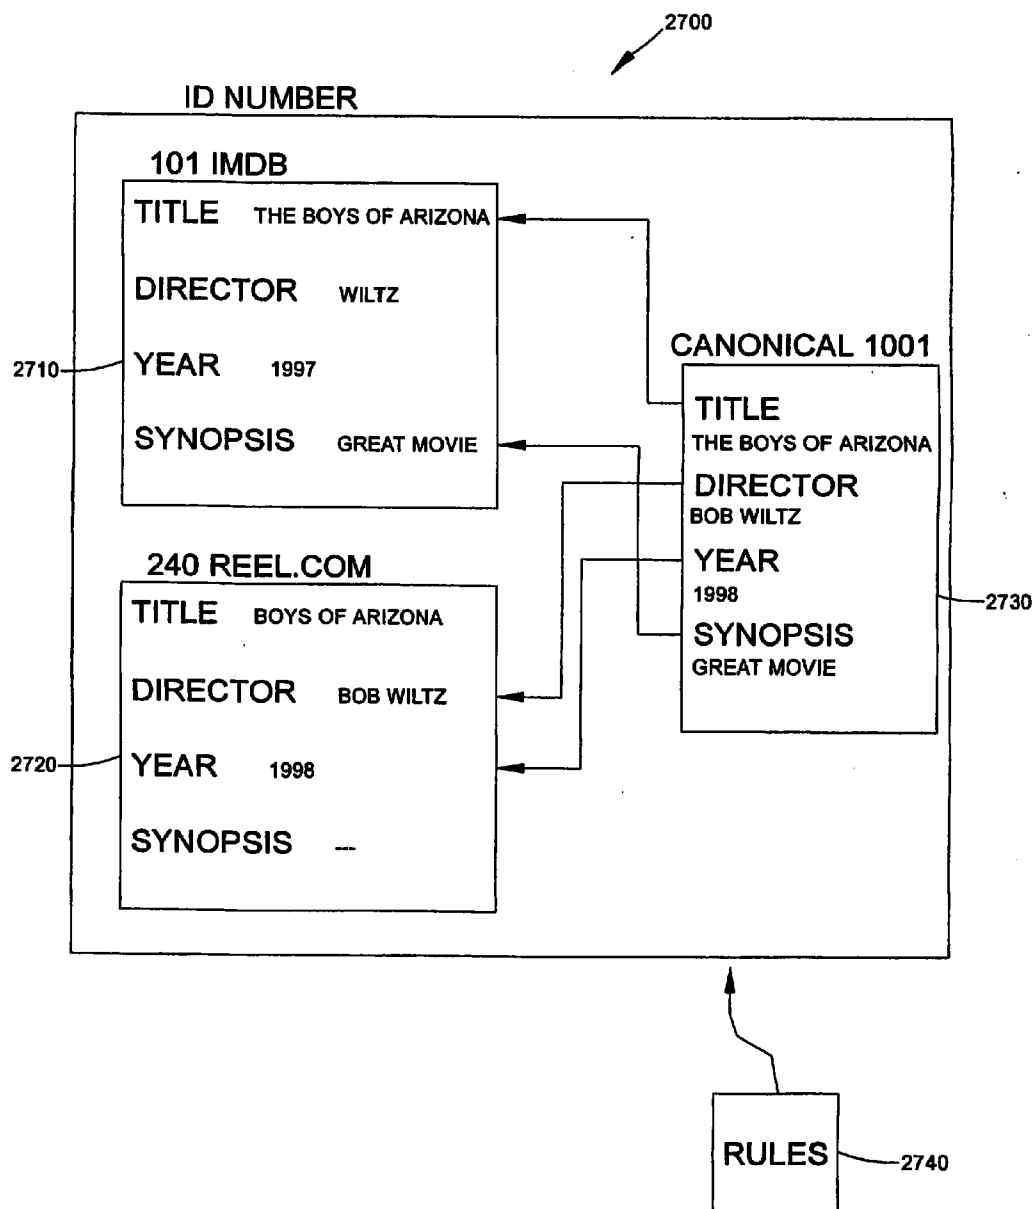 2700
ID NUMBER
101 IMDB
TITLE THE BOYS OF ARIZONA
DIRECTOR WILTZ
2710
YEAR 1997
SYNOPSIS GREAT MOVIE
240 REEL.COM
TITLE BOYS OF ARIZONA
DIRECTOR BOB WILTZ
2720
YEAR 1998
SYNOPSIS ---
CANONICAL 1001
TITLE
THE BOYS OF ARIZONA
DIRECTOR
BOB WILTZ
YEAR
1998
2730
SYNOPSIS
GREAT MOVIE
RULES
2740